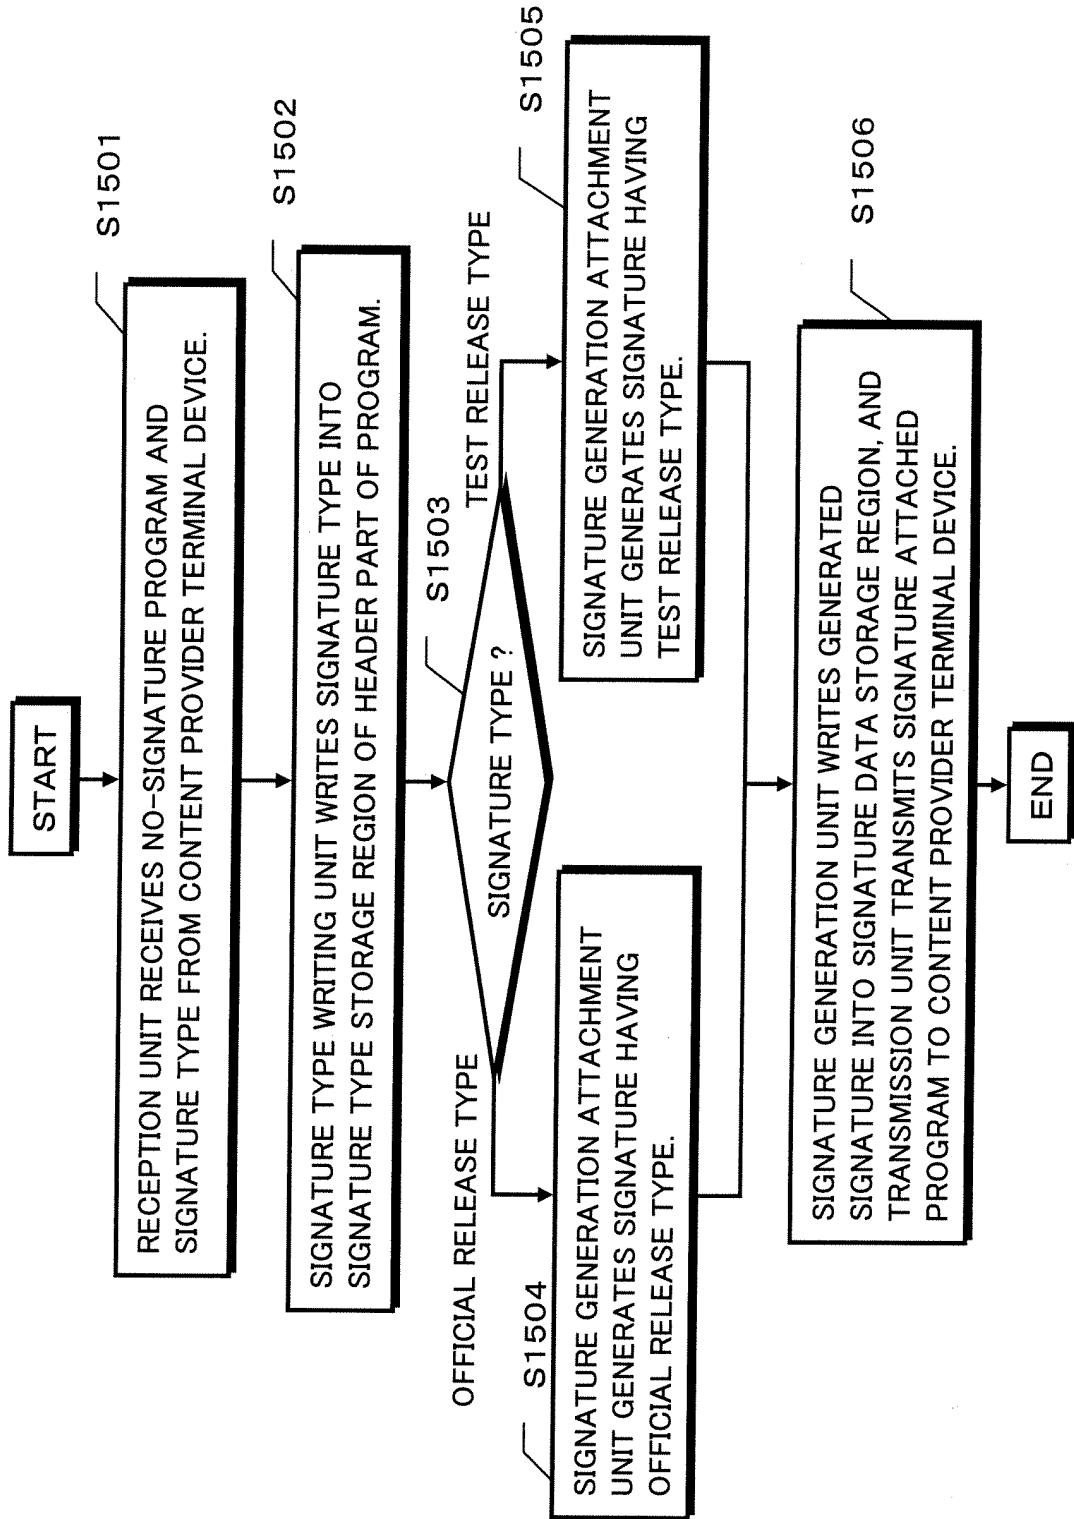 START
S1501
RECEPTION UNIT RECEIVES NO-SIGNATURE PROGRAM AND
SIGNATURE TYPE FROM CONTENT PROVIDER TERMINAL DEVICE.
S1502
SIGNATURE TYPE WRITING UNIT WRITES SIGNATURE TYPE INTO
SIGNATURE TYPE STORAGE REGION OF HEADER PART OF PROGRAM.
S1503
SIGNATURE TYPE ?
OFFICIAL RELEASE TYPE
TEST RELEASE TYPE
S1504
SIGNATURE GENERATION ATTACHMENT
UNIT GENERATES SIGNATURE HAVING
OFFICIAL RELEASE TYPE.
S1505
SIGNATURE GENERATION ATTACHMENT
UNIT GENERATES SIGNATURE HAVING
TEST RELEASE TYPE.
S1506
SIGNATURE GENERATION UNIT WRITES GENERATED
SIGNATURE INTO SIGNATURE DATA STORAGE REGION, AND
TRANSMISSION UNIT TRANSMITS SIGNATURE ATTACHED
PROGRAM TO CONTENT PROVIDER TERMINAL DEVICE.
END